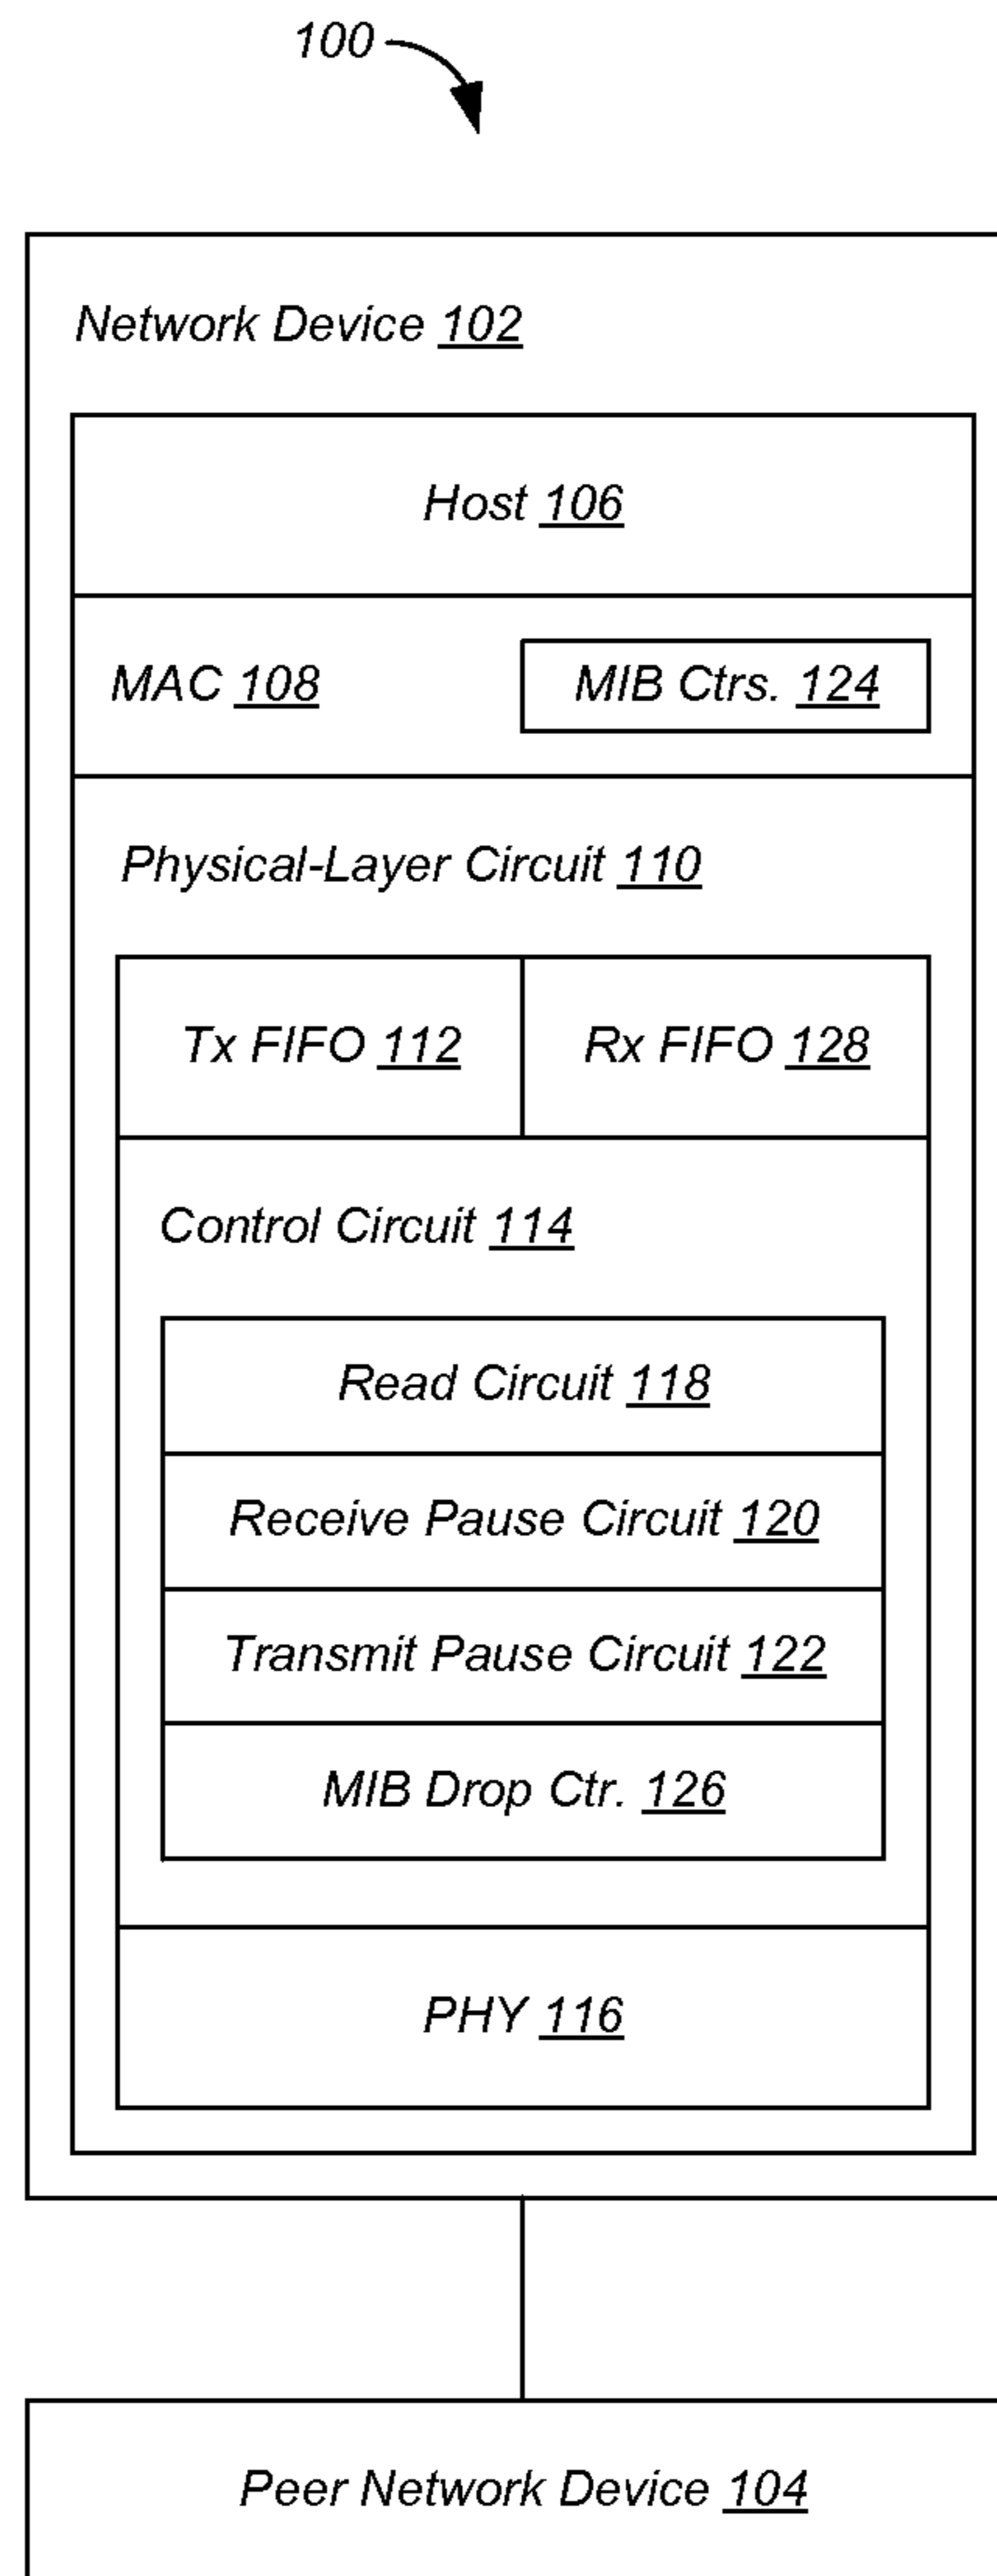 100
Network Device 102
Host 106
MAC 108
MIB Ctrs. 124
Physical-Layer Circuit 110
Tx FIFO 112
Rx FIFO 128
Control Circuit 114
Read Circuit 118
Receive Pause Circuit 120
Transmit Pause Circuit 122
MIB Drop Ctr. 126
PHY 116
Peer Network Device 104